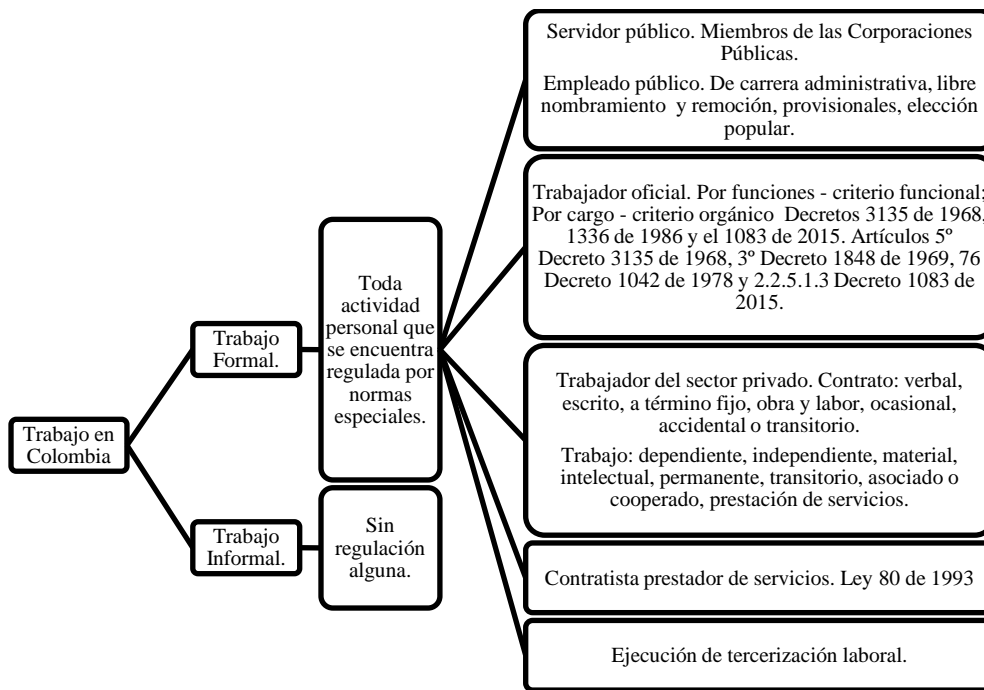 Trabajo en
Colombia
Trabajo
Formal.
Toda
actividad
personal que
se encuentra
regulada por
normas
especiales.
Servidor público. Miembros de las Corporaciones
Públicas.
Empleado público. De carrera administrativa, libre
nombramiento y remoción, provisionales, elección
popular.
Trabajador oficial. Por funciones - criterio funcional;
Por cargo - criterio orgánico Decretos 3135 de 1968,
1336 de 1986 y el 1083 de 2015. Artículos 5º
Decreto 3135 de 1968, 3º Decreto 1848 de 1969, 76
Decreto 1042 de 1978 y 2.2.5.1.3 Decreto 1083 de
2015.
Trabajador del sector privado. Contrato: verbal,
escrito, a término fijo, obra y labor, ocasional,
accidental o transitorio.
Trabajo: dependiente, independiente, material,
intelectual, permanente, transitorio, asociado o
cooperado, prestación de servicios.
Contratista prestador de servicios. Ley 80 de 1993
Ejecución de tercerización laboral.
Trabajo
Informal.
Sin
regulación
alguna.